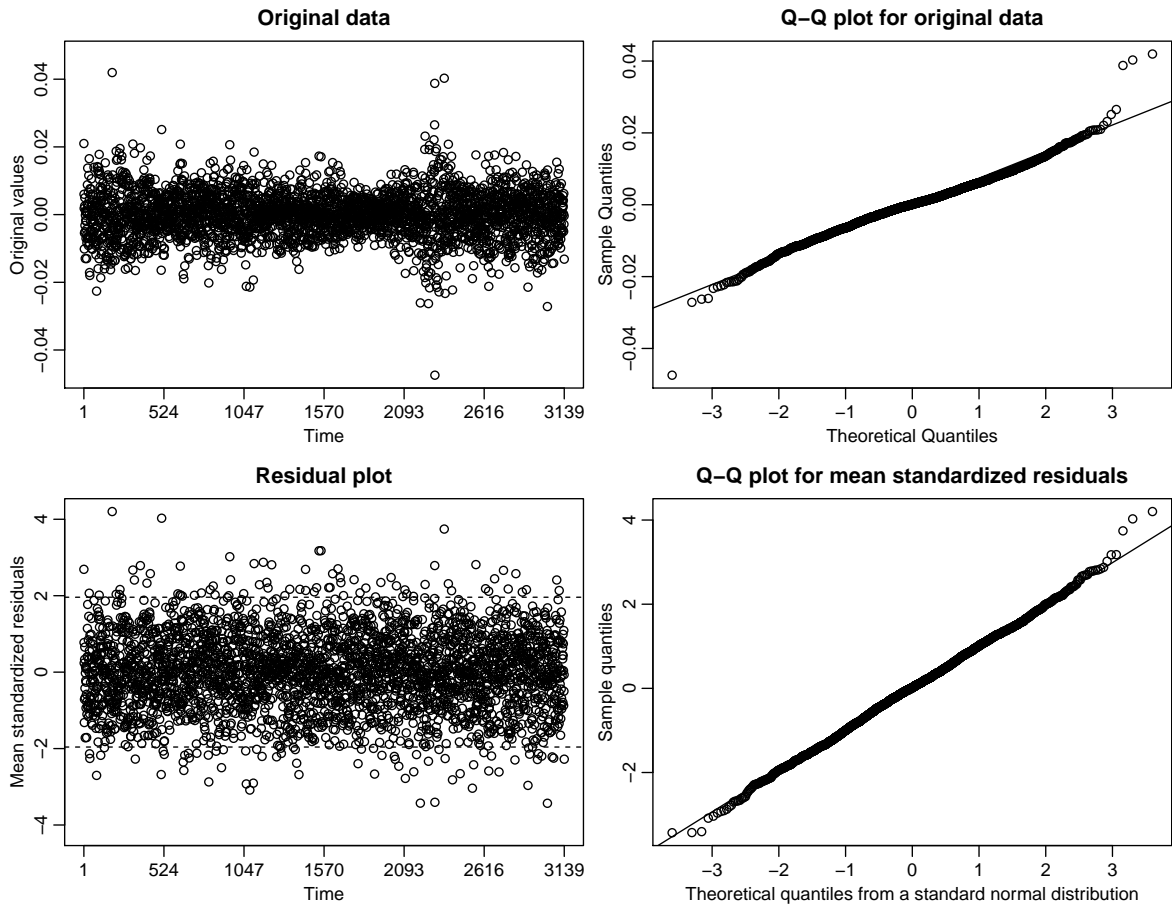 Original data
Original values
0.04
0.02
0.00
−0.02
−0.04
1 524 1047 1570 2093 2616 3139
Time
Q−Q plot for original data
Sample Quantiles
0.04
0.02
0.00
−0.02
−0.04
−3 −2 −1 0 1 2 3
Theoretical Quantiles
Residual plot
Mean standardized residuals
4
2
0
−2
−4
1 524 1047 1570 2093 2616 3139
Time
Q−Q plot for mean standardized residuals
Sample quantiles
4
2
0
−2
−3 −2 −1 0 1 2 3
Theoretical quantiles from a standard normal distribution